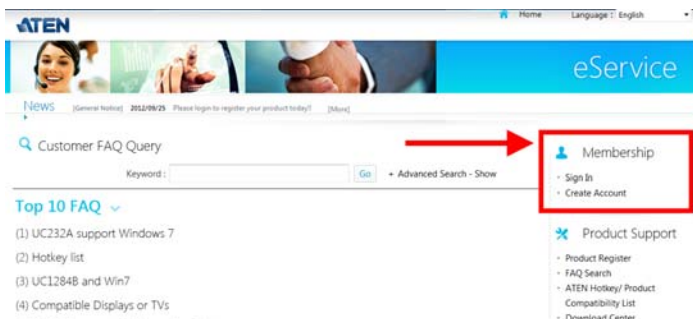 Home Language : English
ATEN
eService
News [General Notice] 2012/09/25 Please login to register your product today!! [More]
Customer FAQ Query
Keyword : Go + Advanced Search - Show
Top 10 FAQ
(1) UC232A support Windows 7
(2) Hotkey list
(3) UC1284B and Win7
(4) Compatible Displays or TVs
Membership
Sign In
Create Account
Product Support
Product Register
FAQ Search
ATEN Hotkey/ Product
Compatibility List
Download Center